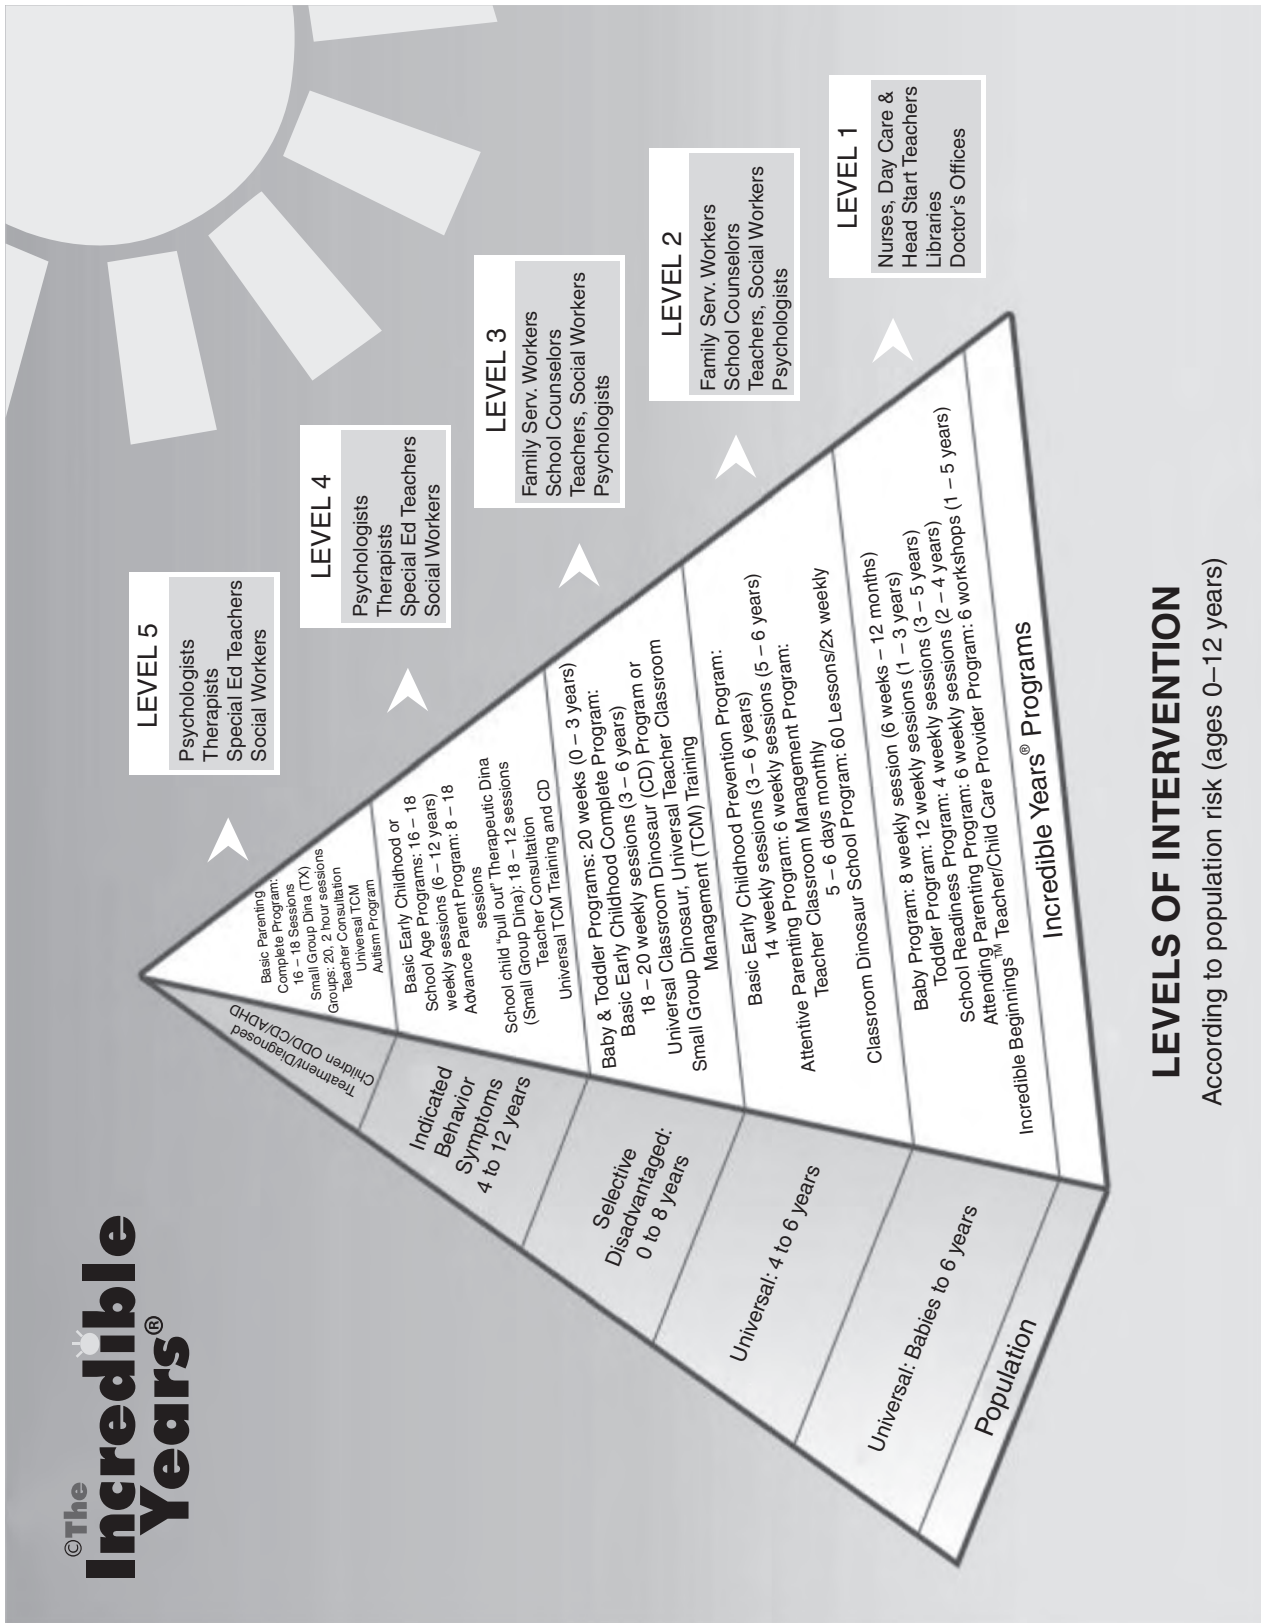 ©The
Incredible
Years®
LEVEL 5
Psychologists
Therapists
Special Ed Teachers
Social Workers
LEVEL 4
Psychologists
Therapists
Special Ed Teachers
Social Workers
LEVEL 3
Family Serv. Workers
School Counselors
Teachers, Social Workers
Psychologists
LEVEL 2
Family Serv. Workers
School Counselors
Teachers, Social Workers
Psychologists
LEVEL 1
Nurses, Day Care &
Head Start Teachers
Libraries
Doctor's Offices
Treatment/Diagnosed
Children ODD/CD/ADHD
Basic Parenting
Complete Program:
16 – 18 Sessions
Small Group Dina (TX)
Groups: 20, 2 hour sessions
Teacher Consultation
Universal TCM
Autism Program
Indicated
Behavior
Symptoms
4 to 12 years
Basic Early Childhood or
School Age Programs: 16 – 18
weekly sessions (6 – 12 years)
Advance Parent Program: 8 – 18
sessions
School child “pull out” Therapeutic Dina
(Small Group Dina): 18 – 12 sessions
Teacher Consultation
Universal TCM Training and CD
Selective
Disadvantaged:
0 to 8 years
Baby & Toddler Programs: 20 weeks (0 – 3 years)
Basic Early Childhood Complete Program:
Basic Early Childhood (3 – 6 years)
18 – 20 weekly sessions (3 – 6 years)
Universal Classroom Dinosaur (CD) Program or
Small Group Dinosaur, Universal Teacher Classroom
Management (TCM) Training
Universal: 4 to 6 years
Basic Early Childhood Prevention Program:
14 weekly sessions (3 – 6 years)
Attentive Parenting Program: 6 weekly sessions (5 – 6 years)
Teacher Classroom Management Program:
5 – 6 days monthly
Classroom Dinosaur School Program: 60 Lessons/2x weekly
Universal: Babies to 6 years
Baby Program: 8 weekly session (6 weeks – 12 months)
Toddler Program: 12 weekly sessions (1 – 3 years)
School Readiness Program: 4 weekly sessions (3 – 5 years)
Attending Parenting Program: 6 weekly sessions (2 – 4 years)
Incredible Beginnings™ Teacher/Child Care Provider Program: 6 workshops (1 – 5 years)
Population
Incredible Years® Programs
LEVELS OF INTERVENTION
According to population risk (ages 0–12 years)